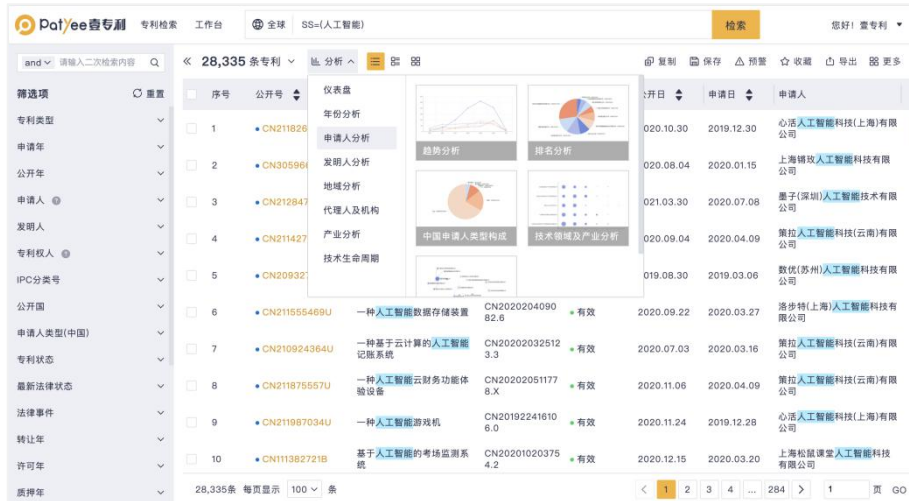 Patyee壹专利 专利检索 工作台 全球 SS=(人工智能) 检索 您好！壹专利
and 请输入二次检索内容 28,335 条专利 分析 复制 保存 预警 收藏 导出 更多
筛选项 重置 序号 公开号 申请日 申请人
专利类型
申请年
公开年
申请人
发明人
专利权人
IPC分类号
公开国
申请人类型(中国)
专利状态
最新法律状态
法律事件
转让年
许可年
质押年
仪表盘
年份分析
申请人分析
发明人分析
地域分析
代理人及机构
产业分析
技术生命周期
趋势分析 排名分析
中国申请人类型构成 技术领域及产业分析
1 CN211826 020.10.30 2019.12.30 心活人工智能科技(上海)有限公司
2 CN305966 020.08.04 2020.01.15 上海锵玫人工智能科技有限公司
3 CN212847 021.03.30 2020.07.08 墨子(深圳)人工智能技术有限公司
4 CN211427 020.09.04 2020.04.09 策拉人工智能科技(云南)有限公司
5 CN209327 019.08.30 2019.03.06 数优(苏州)人工智能科技有限公司
6 CN211555469U 一种人工智能数据存储装置 CN202020409082.6 有效 2020.09.22 2020.03.27 洛步特(上海)人工智能科技有限公司
7 CN210924364U 一种基于云计算的人工智能记账系统 CN202020325123.3 有效 2020.07.03 2020.03.16 策拉人工智能科技(云南)有限公司
8 CN211875557U 一种人工智能云财务功能体验设备 CN202020511778.X 有效 2020.11.06 2020.04.09 策拉人工智能科技(云南)有限公司
9 CN211987034U 一种人工智能游戏机 CN201922416106.0 有效 2020.11.24 2019.12.28 心活人工智能科技(上海)有限公司
10 CN111382721B 基于人工智能的考场监测系统 CN202010203754.2 有效 2020.12.15 2020.03.20 上海松鼠课堂人工智能科技有限公司
28,335条 每页显示 100 条 1 2 3 4 ... 284 1 页 GO